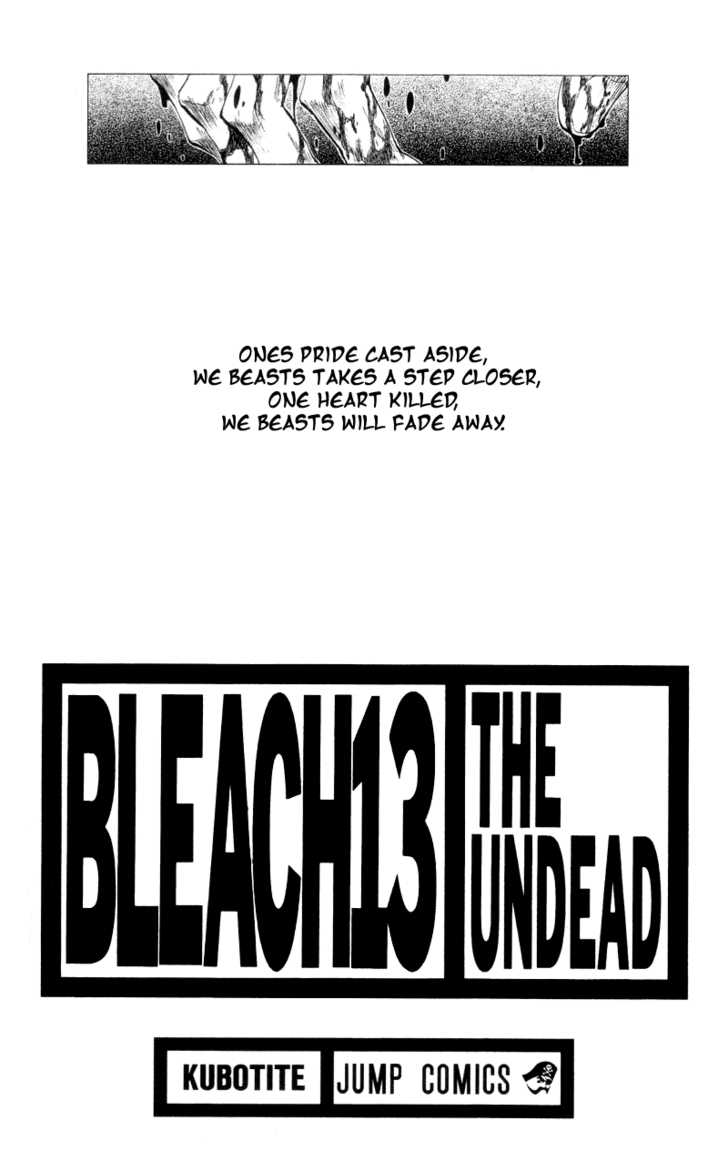 ONES PRIDE CAST ASIDE,
WE BEASTS TAKES A STEP CLOSER,
ONE HEART KILLED,
WE BEASTS WILL FADE AWAY.
BLEACH13
THE
UNDEAD
KUBOTITE
JUMP COMICS